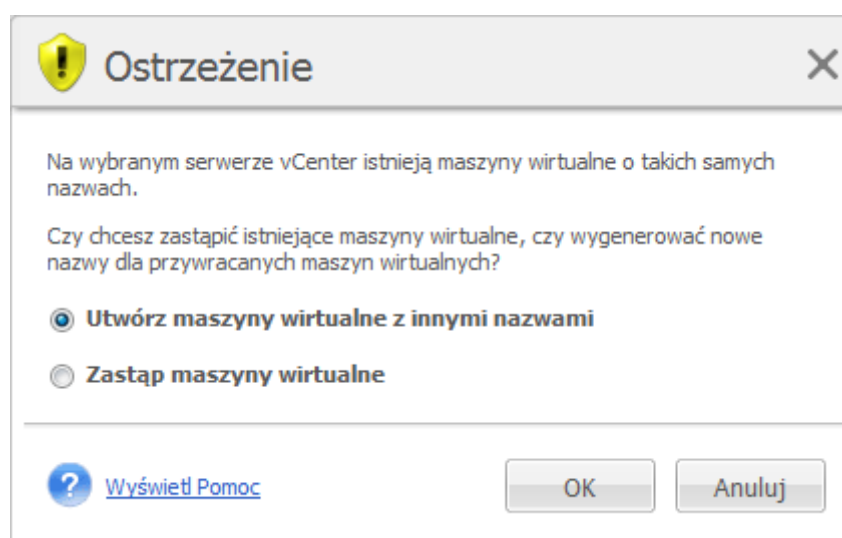 Ostrzeżenie
Na wybranym serwerze vCenter istnieją maszyny wirtualne o takich samych
nazwach.
Czy chcesz zastąpić istniejące maszyny wirtualne, czy wygenerować nowe
nazwy dla przywracanych maszyn wirtualnych?
Utwórz maszyny wirtualne z innymi nazwami
Zastąp maszyny wirtualne
Wyświetl Pomoc
OK
Anuluj